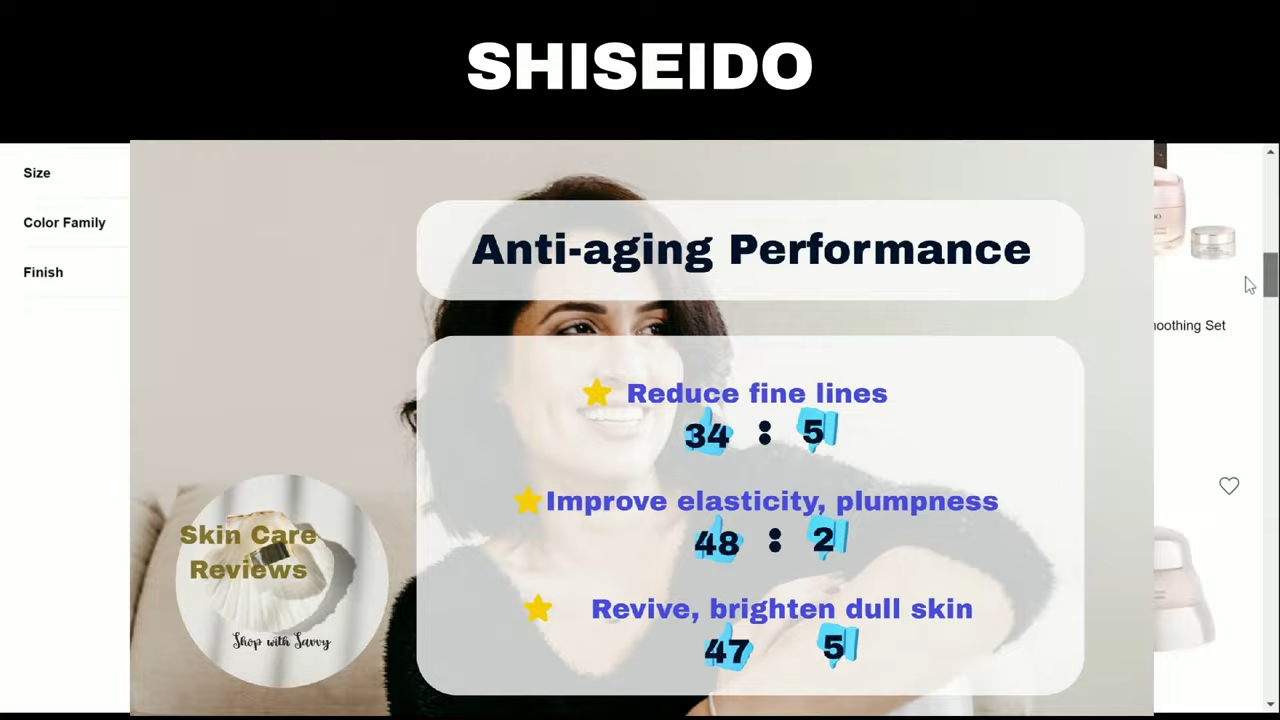 SHISEIDO
Size
Color Family
Finish
Anti-aging Performance
Reduce fine lines
34 : 5
Improve elasticity, plumpness
48 : 2
Revive, brighten dull skin
47 5
Skin Care
Reviews
Shop with Savvy
Set